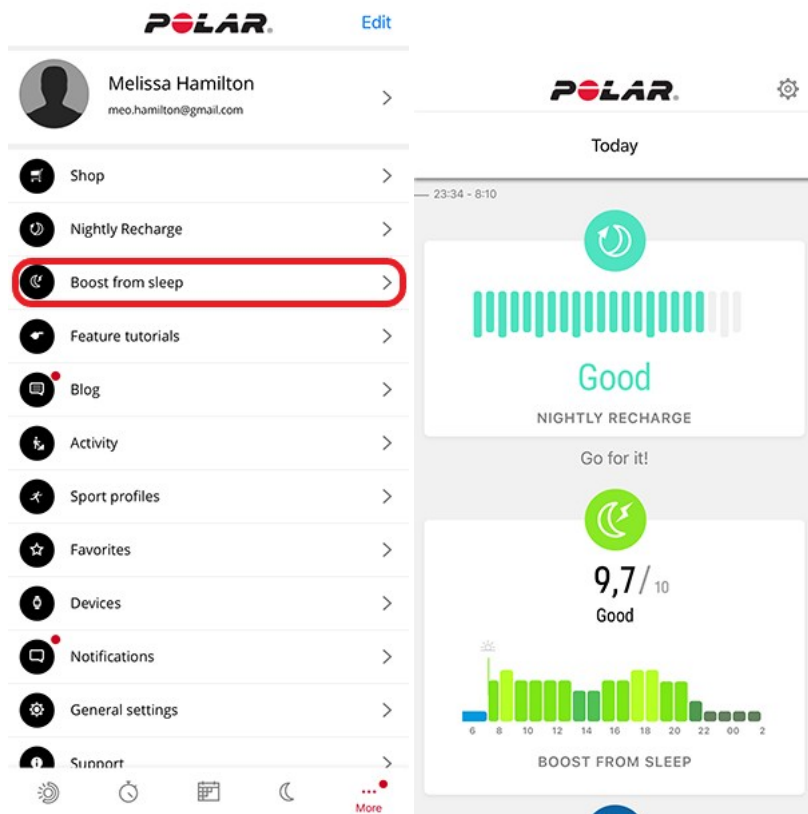 POLAR.
Edit
Melissa Hamilton
meo.hamilton@gmail.com
Shop
Nightly Recharge
Boost from sleep
Feature tutorials
Blog
Activity
Sport profiles
Favorites
Devices
Notifications
General settings
Support
More
POLAR.
Today
23:34 - 8:10
Good
NIGHTLY RECHARGE
Go for it!
9,7/ 10
Good
6 8 10 12 14 16 18 20 22 00 2
BOOST FROM SLEEP